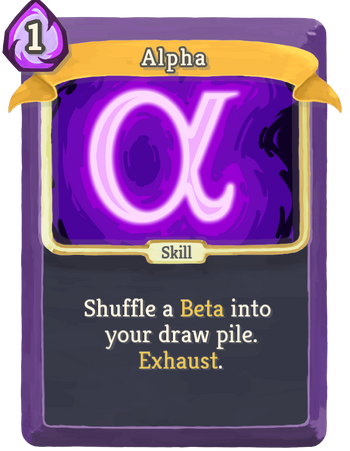 1
Alpha
α
Skill
Shuffle a Beta into
your draw pile.
Exhaust.